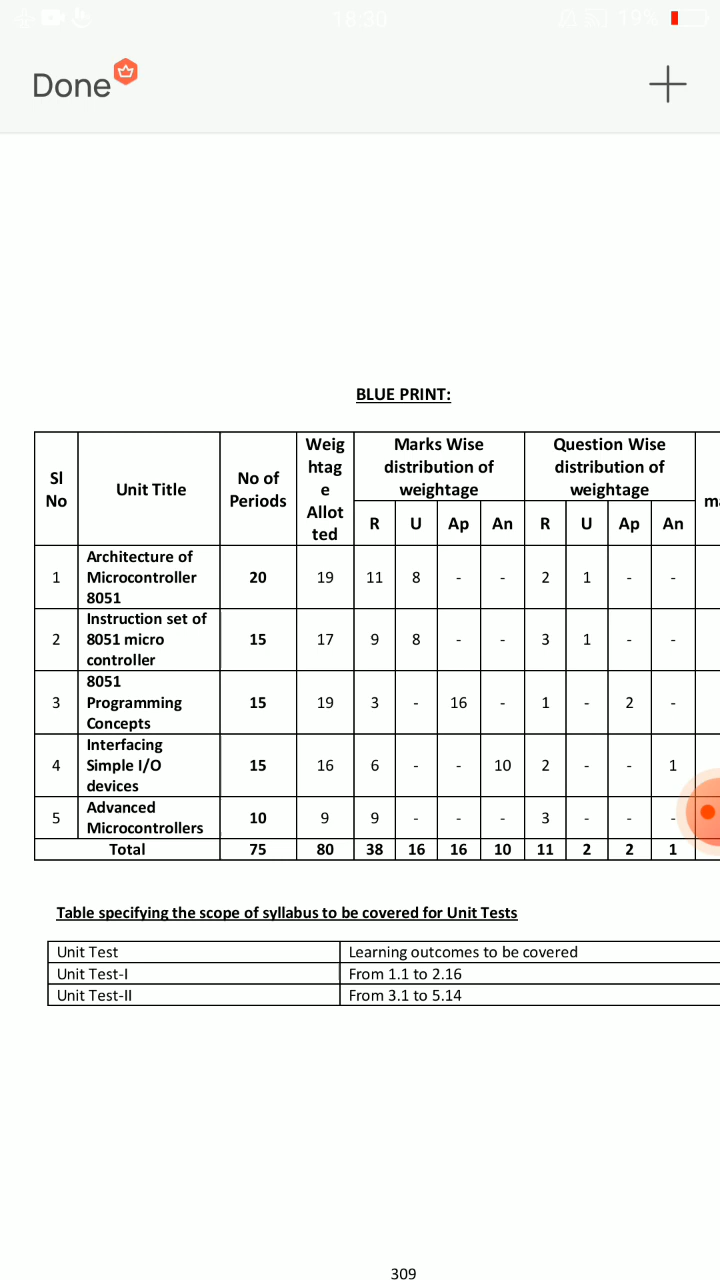 18:30
19%
Done
BLUE PRINT:
Sl No | Unit Title | No of Periods | Weightage Allotted | Marks Wise distribution of weightage | Question Wise distribution of weightage
R | U | Ap | An | R | U | Ap | An
1 | Architecture of Microcontroller 8051 | 20 | 19 | 11 | 8 | - | - | 2 | 1 | - | -
2 | Instruction set of 8051 micro controller | 15 | 17 | 9 | 8 | - | - | 3 | 1 | - | -
3 | 8051 Programming Concepts | 15 | 19 | 3 | - | 16 | - | 1 | - | 2 | -
4 | Interfacing Simple I/O devices | 15 | 16 | 6 | - | - | 10 | 2 | - | - | 1
5 | Advanced Microcontrollers | 10 | 9 | 9 | - | - | - | 3 | - | - | -
Total | 75 | 80 | 38 | 16 | 16 | 10 | 11 | 2 | 2 | 1
Table specifying the scope of syllabus to be covered for Unit Tests
Unit Test | Learning outcomes to be covered
Unit Test-I | From 1.1 to 2.16
Unit Test-II | From 3.1 to 5.14
309